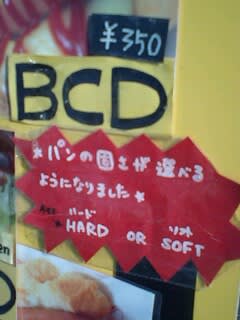 ¥350
BCD
*パンの固さが選べる
ようになりました*
ハード ソフト
HARD OR SOFT
en
D